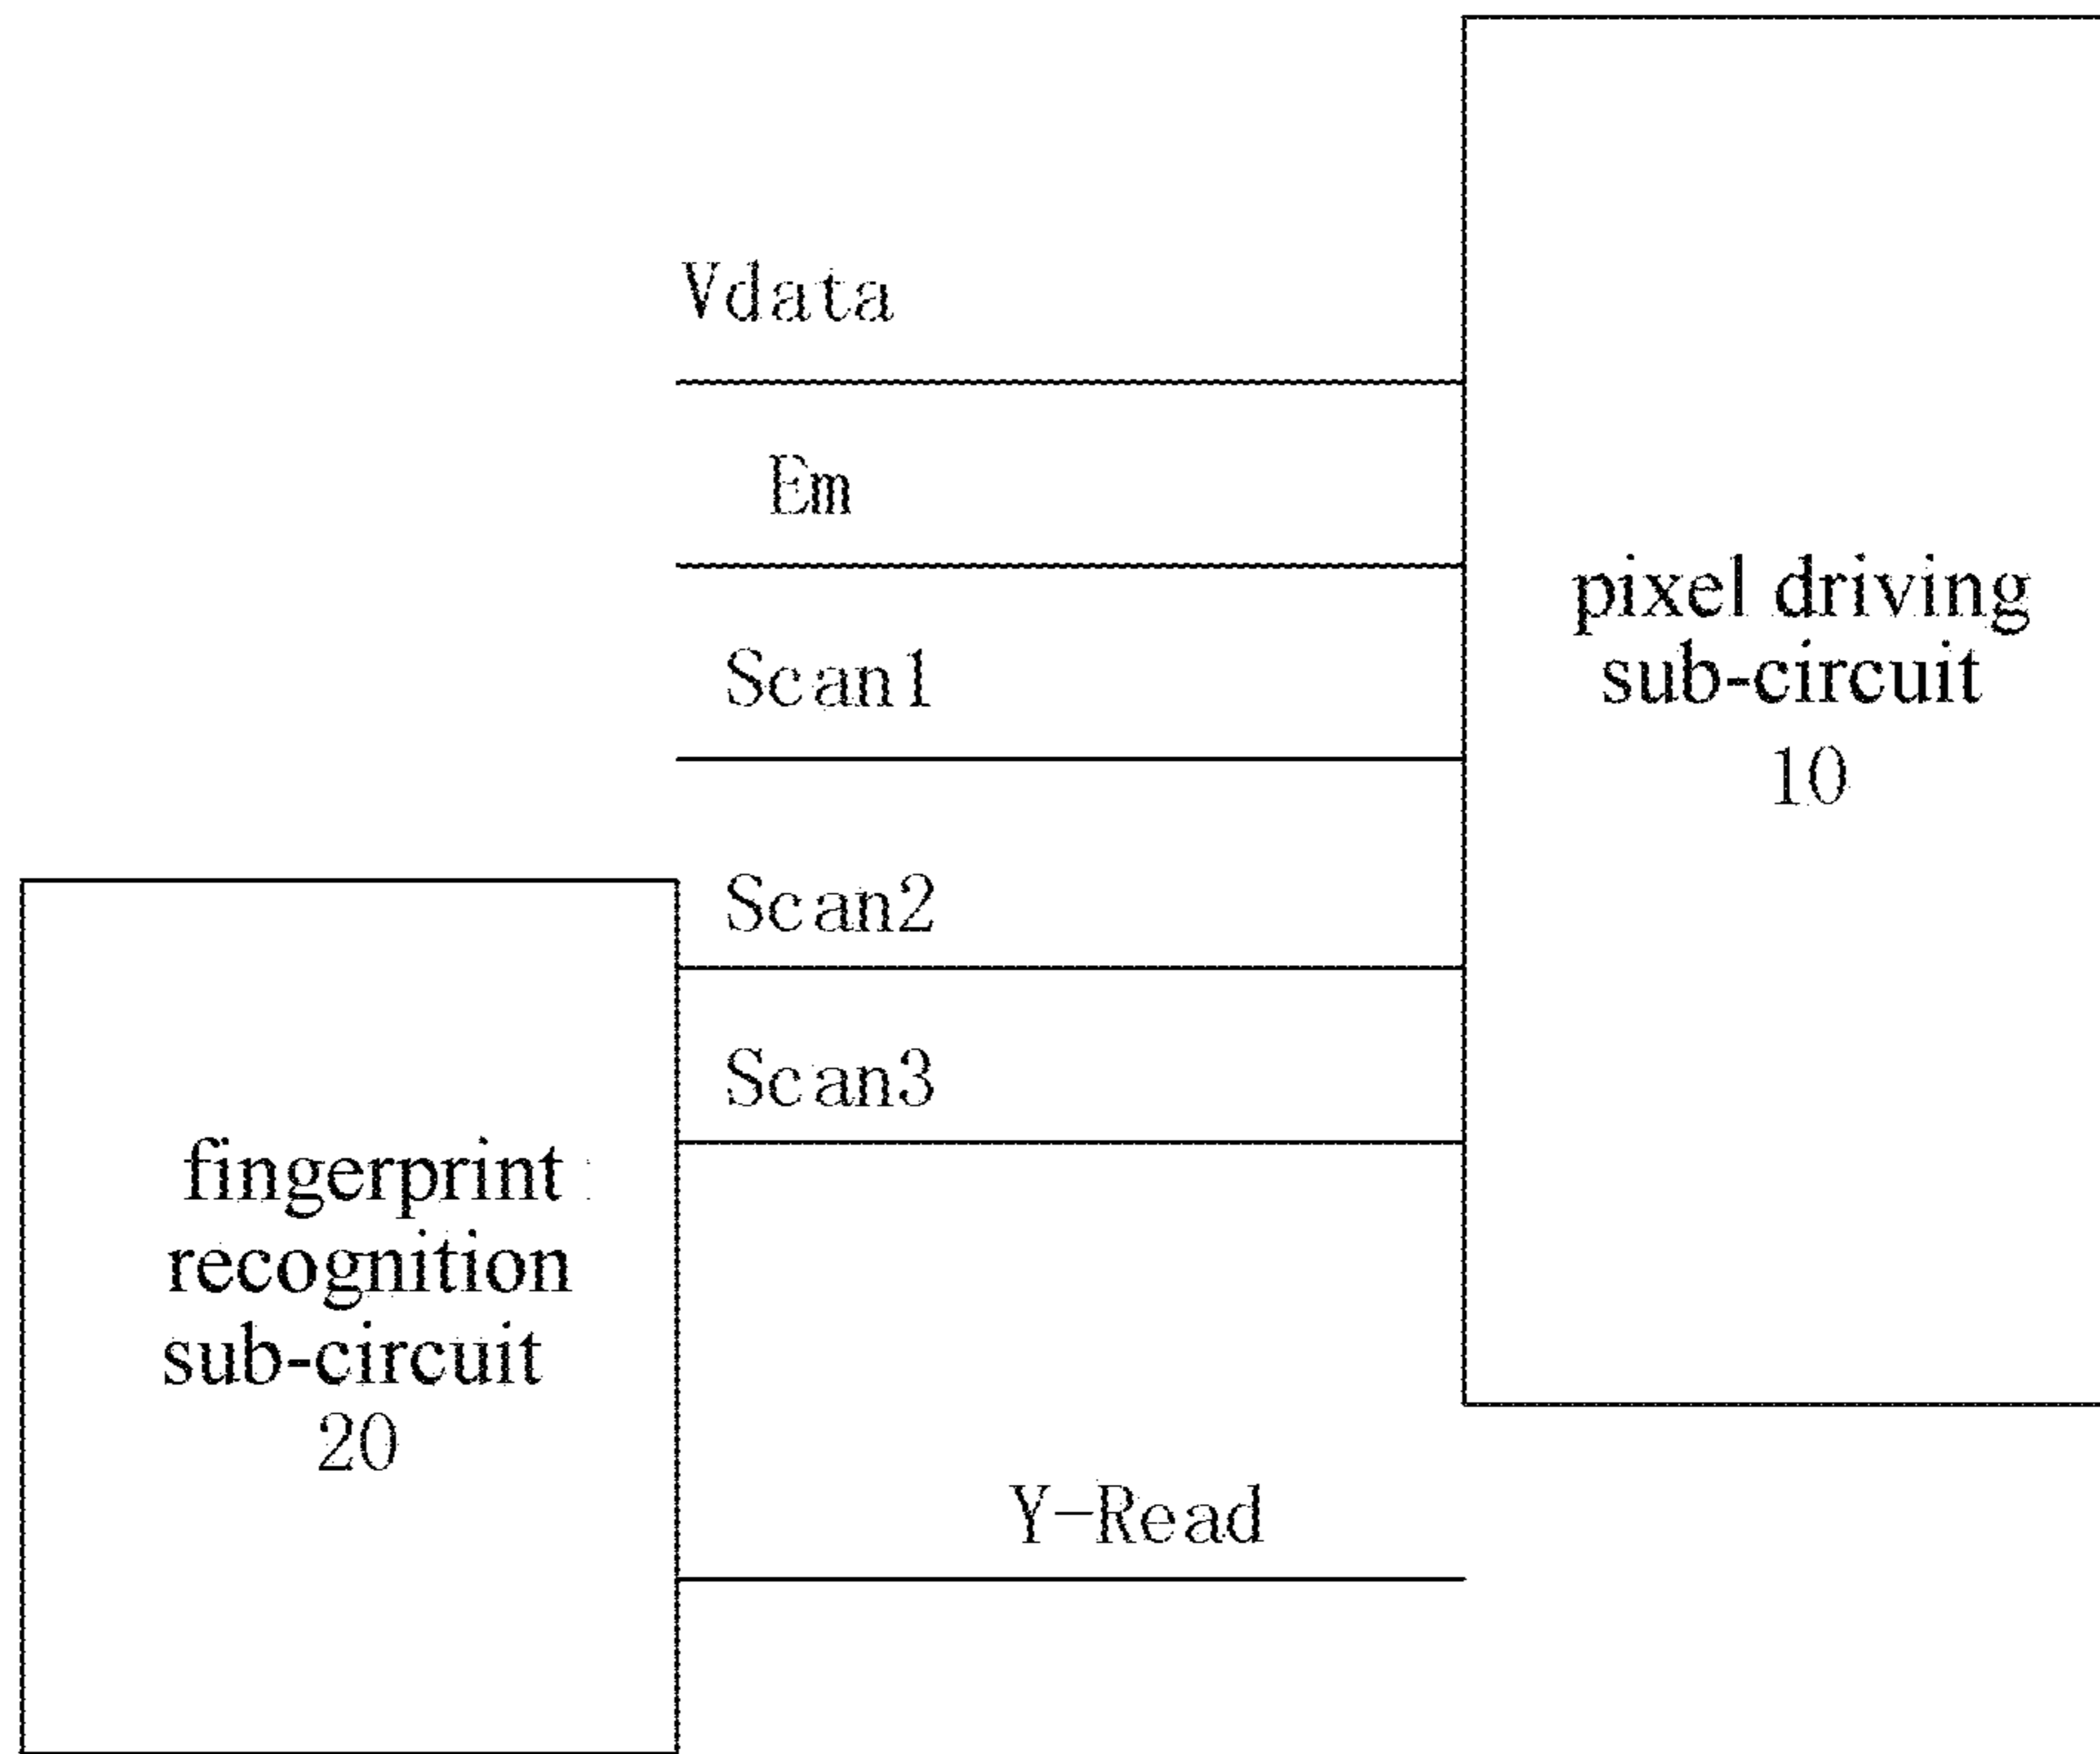 Vdata
Em
Scan1
pixel driving
sub-circuit
10
Scan2
Scan3
fingerprint
recognition
sub-circuit
20
Y-Read